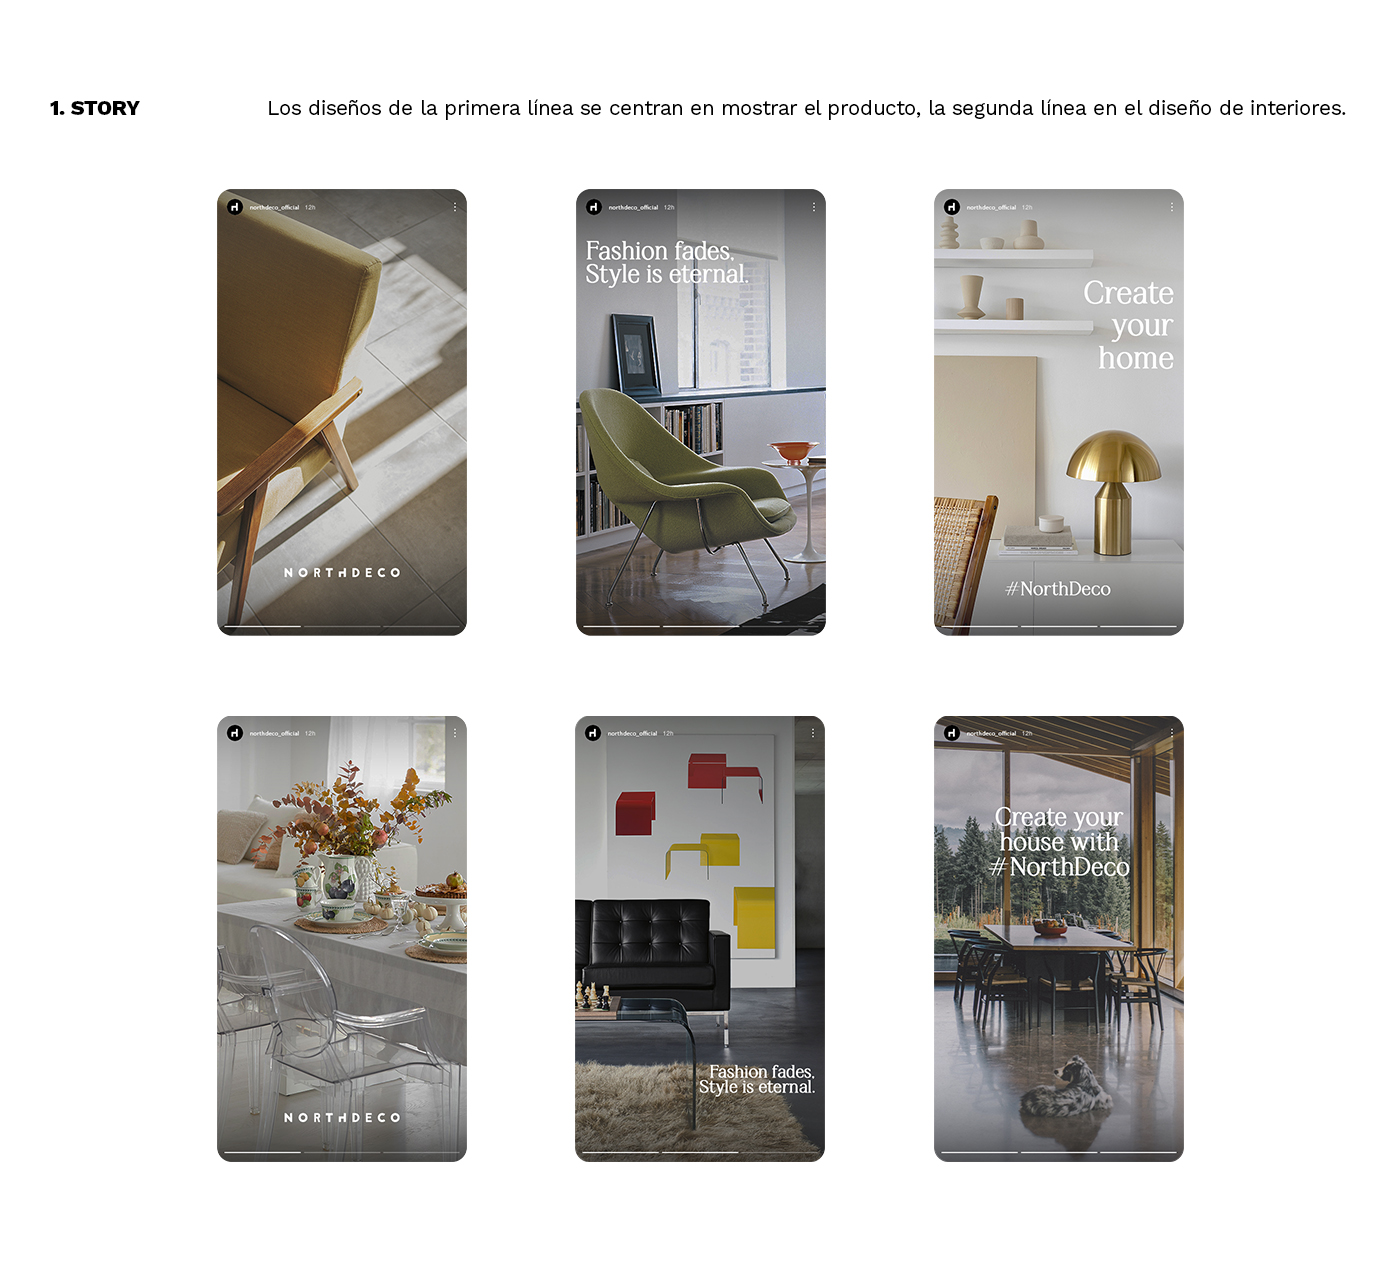 1. STORY
Los diseños de la primera línea se centran en mostrar el producto, la segunda línea en el diseño de interiores.
northdeco_official 12h
NORTHDECO
northdeco_official 12h
Fashion fades,
Style is eternal.
northdeco_official 12h
Create
your
home
#NorthDeco
northdeco_official 12h
NORTHDECO
northdeco_official 12h
Fashion fades,
Style is eternal.
northdeco_official 12h
Create your
house with
#NorthDeco